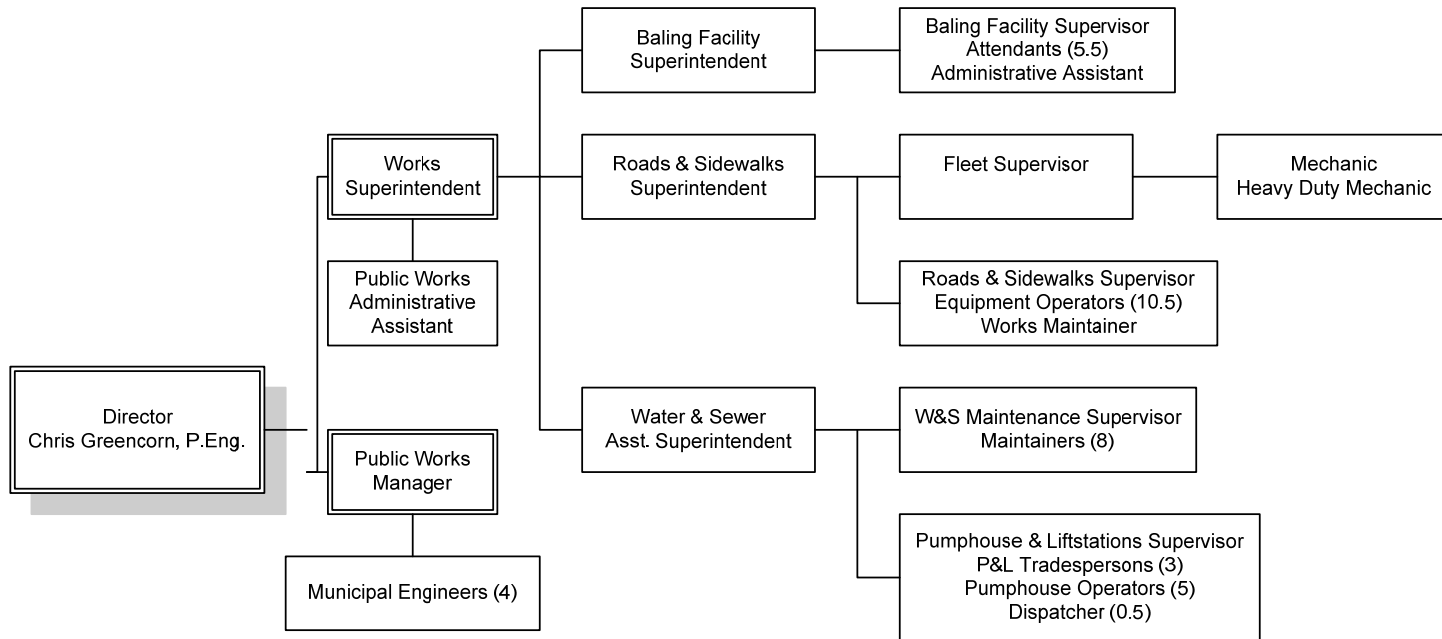 Baling Facility
Superintendent
Baling Facility Supervisor
Attendants (5.5)
Administrative Assistant
Works
Superintendent
Roads & Sidewalks
Superintendent
Fleet Supervisor
Mechanic
Heavy Duty Mechanic
Public Works
Administrative
Assistant
Roads & Sidewalks Supervisor
Equipment Operators (10.5)
Works Maintainer
Director
Chris Greencorn, P.Eng.
Public Works
Manager
Water & Sewer
Asst. Superintendent
W&S Maintenance Supervisor
Maintainers (8)
Municipal Engineers (4)
Pumphouse & Liftstations Supervisor
P&L Tradespersons (3)
Pumphouse Operators (5)
Dispatcher (0.5)